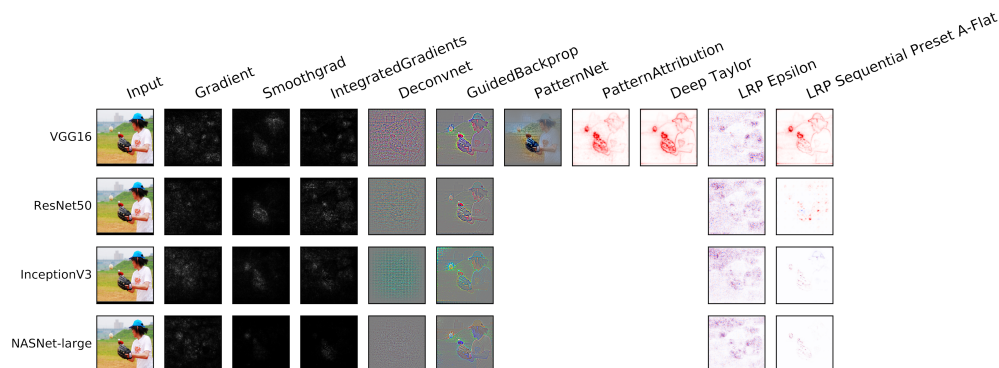 Input
Gradient
Smoothgrad
IntegratedGradients
Deconvnet
GuidedBackprop
PatternNet
PatternAttribution
Deep Taylor
LRP Epsilon
LRP Sequential Preset A-Flat
VGG16
ResNet50
InceptionV3
NASNet-large